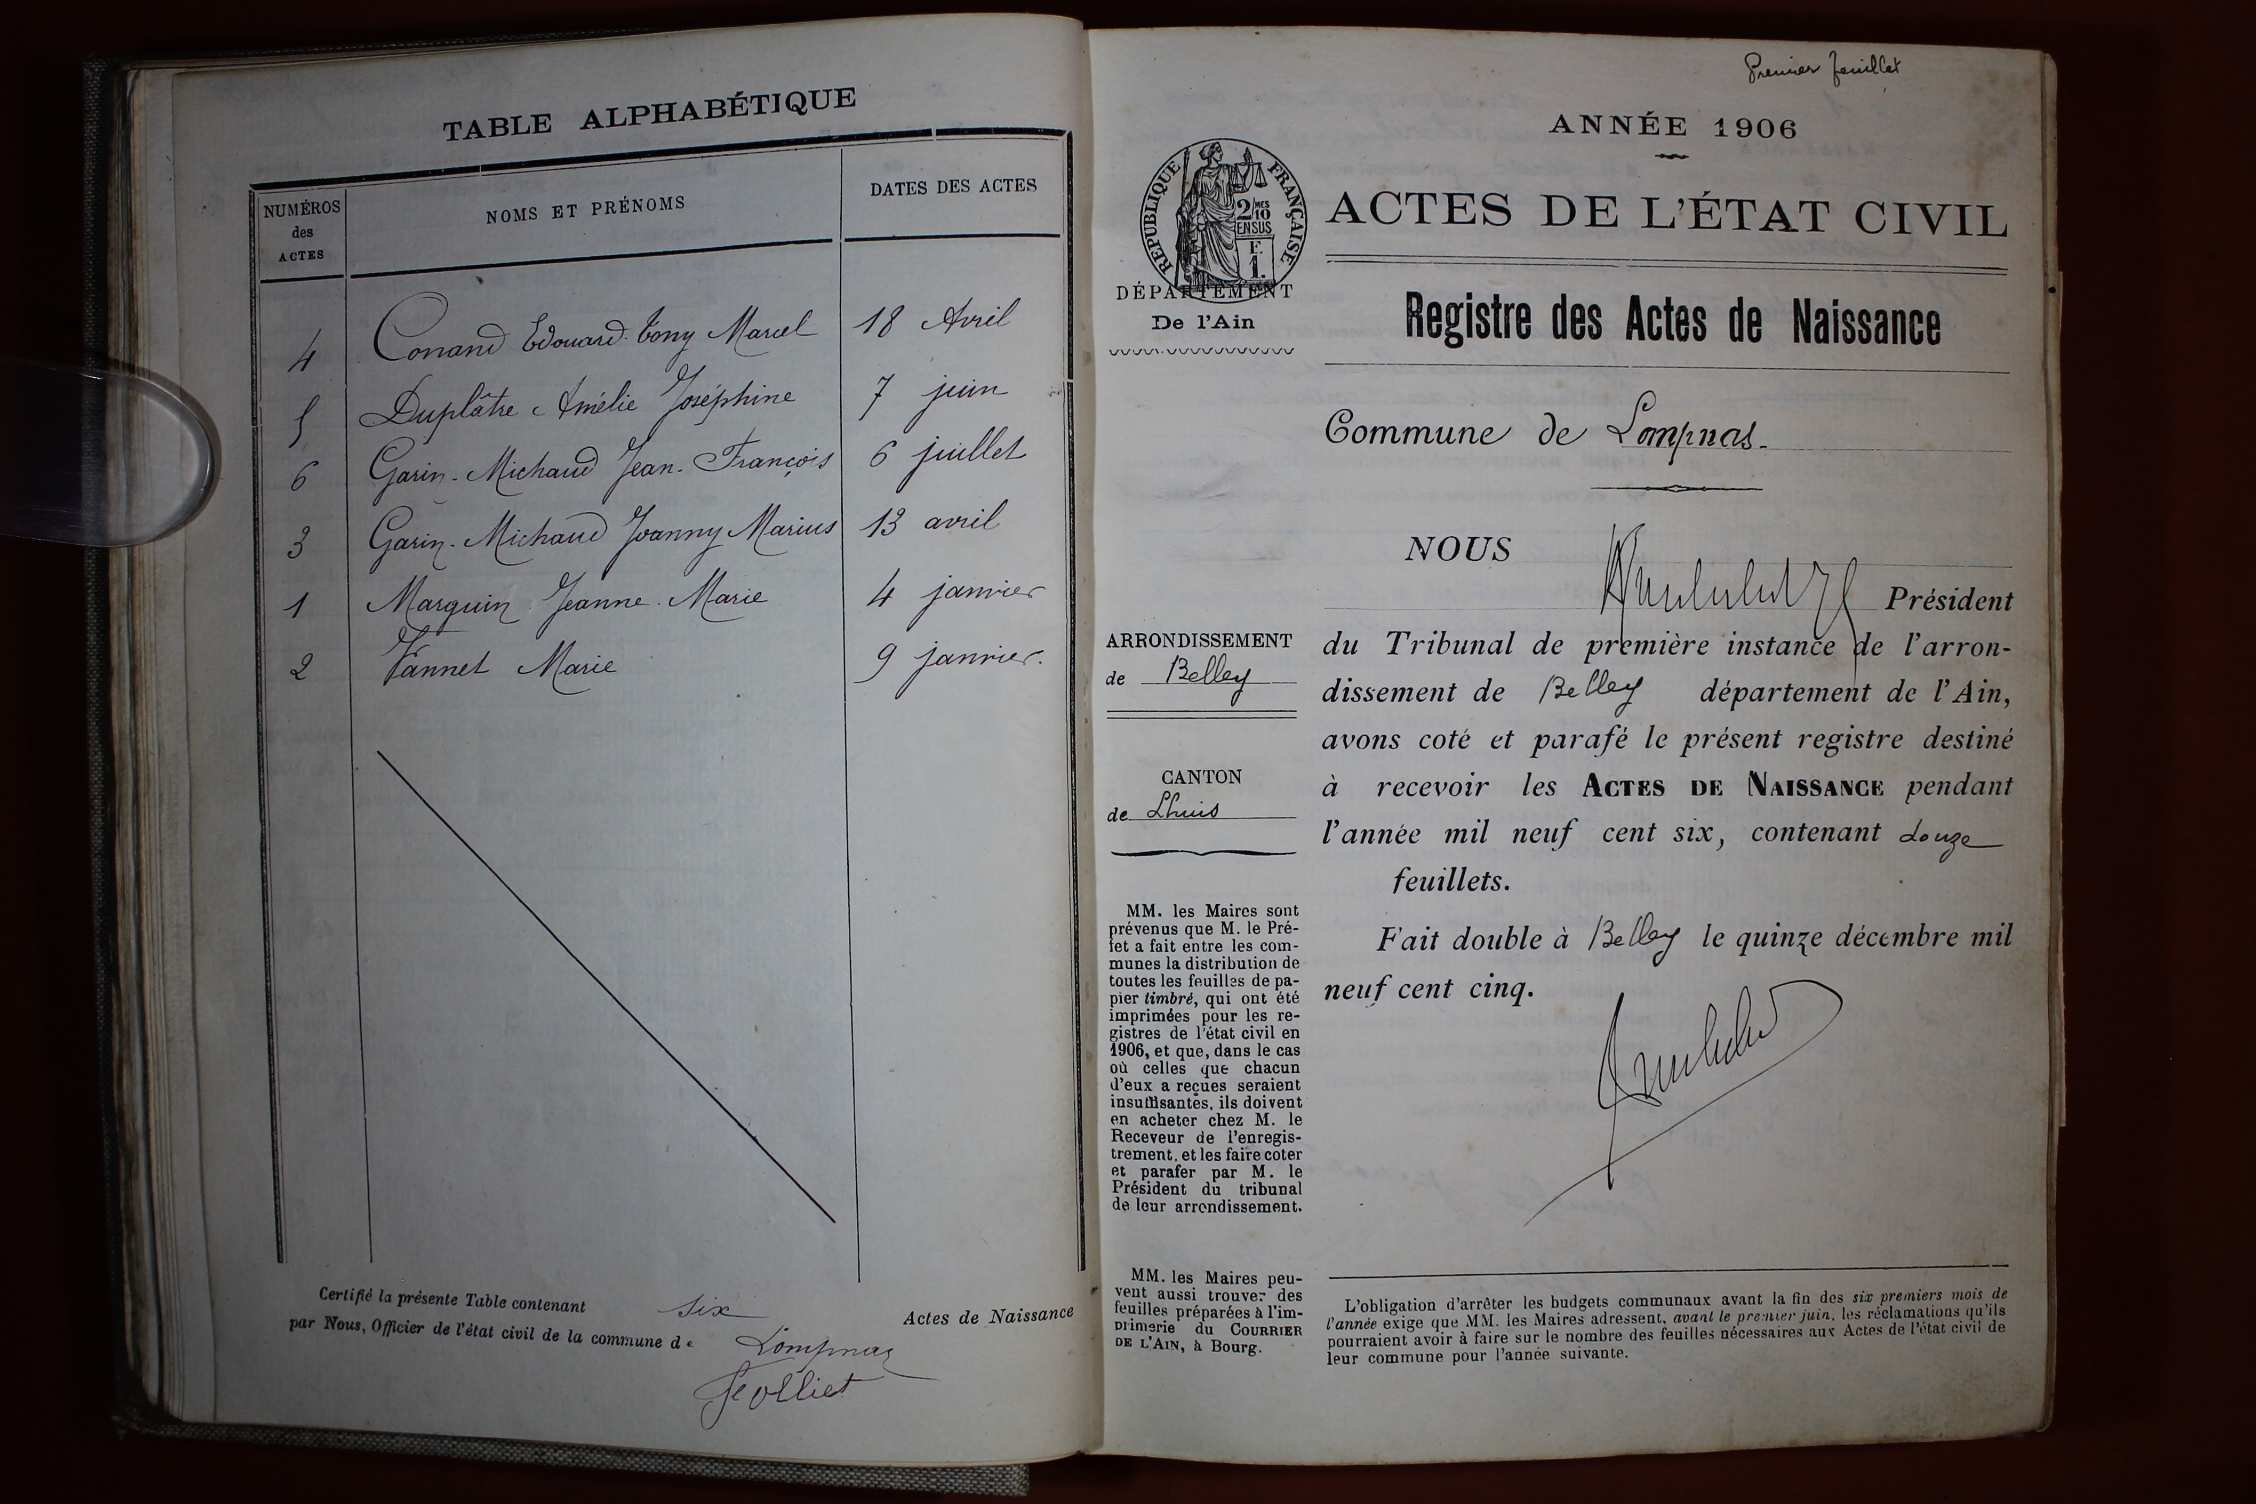 TABLE ALPHABÉTIQUE
NUMÉROS des ACTES
NOMS ET PRÉNOMS
DATES DES ACTES
4 Conand Edouard Tony Marcel 18 Avril
5 Duplâtre Amélie Joséphine 7 juin
6 Garin-Michaud Jean-François 6 juillet
3 Garin-Michaud Joanny Marius 13 avril
1 Marguin Jeanne-Marie 4 janvier
2 Vannet Marie 9 janvier.
Certifié la présente Table contenant six Actes de Naissance
par Nous, Officier de l'état civil de la commune de Lompnas
Premier feuillet
ANNÉE 1906
ACTES DE L'ÉTAT CIVIL
RÉPUBLIQUE FRANÇAISE
2/10 MES
EN SUS
F
1.
DÉPARTEMENT
De l'Ain
Registre des Actes de Naissance
Commune de Lompnas
NOUS
Président
du Tribunal de première instance de l'arron-
dissement de Belley département de l'Ain,
avons coté et parafé le présent registre destiné
à recevoir les ACTES DE NAISSANCE pendant
l'année mil neuf cent six, contenant douze
feuillets.
Fait double à Belley le quinze décembre mil
neuf cent cinq.
ARRONDISSEMENT
de Belley
CANTON
de Lhuis
MM. les Maires sont
prévenus que M. le Pré-
fet a fait entre les com-
munes la distribution de
toutes les feuilles de pa-
pier timbré, qui ont été
imprimées pour les re-
gistres de l'état civil en
1906, et que, dans le cas
où celles que chacun
d'eux a reçues seraient
insuffisantes, ils doivent
en acheter chez M. le
Receveur de l'enregis-
trement, et les faire coter
et parafer par M. le
Président du tribunal
de leur arrondissement.
MM. les Maires peu-
vent aussi trouver des
feuilles préparées à l'im-
primerie du COURRIER
DE L'AIN, à Bourg.
L'obligation d'arrêter les budgets communaux avant la fin des six premiers mois de
l'année exige que MM. les Maires adressent, avant le premier juin, les réclamations qu'ils
pourraient avoir à faire sur le nombre des feuilles nécessaires aux Actes de l'état civil de
leur commune pour l'année suivante.